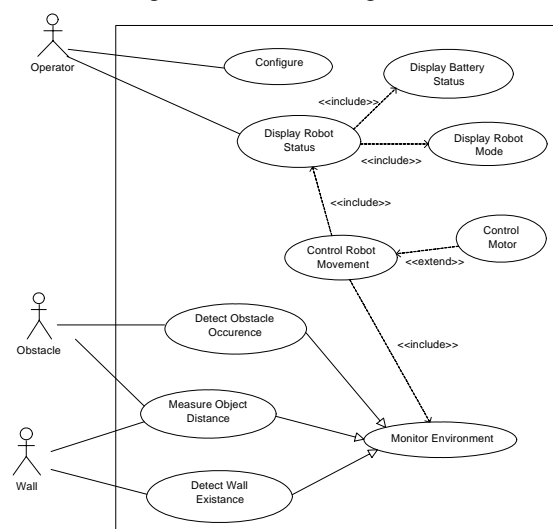 Operator
Configure
Display Battery
Status
<<include>>
Display Robot
Status
Display Robot
Mode
<<include>>
<<include>>
Control Robot
Movement
Control
Motor
<<extend>>
Obstacle
Detect Obstacle
Occurence
<<include>>
Measure Object
Distance
Monitor Environment
Wall
Detect Wall
Existance